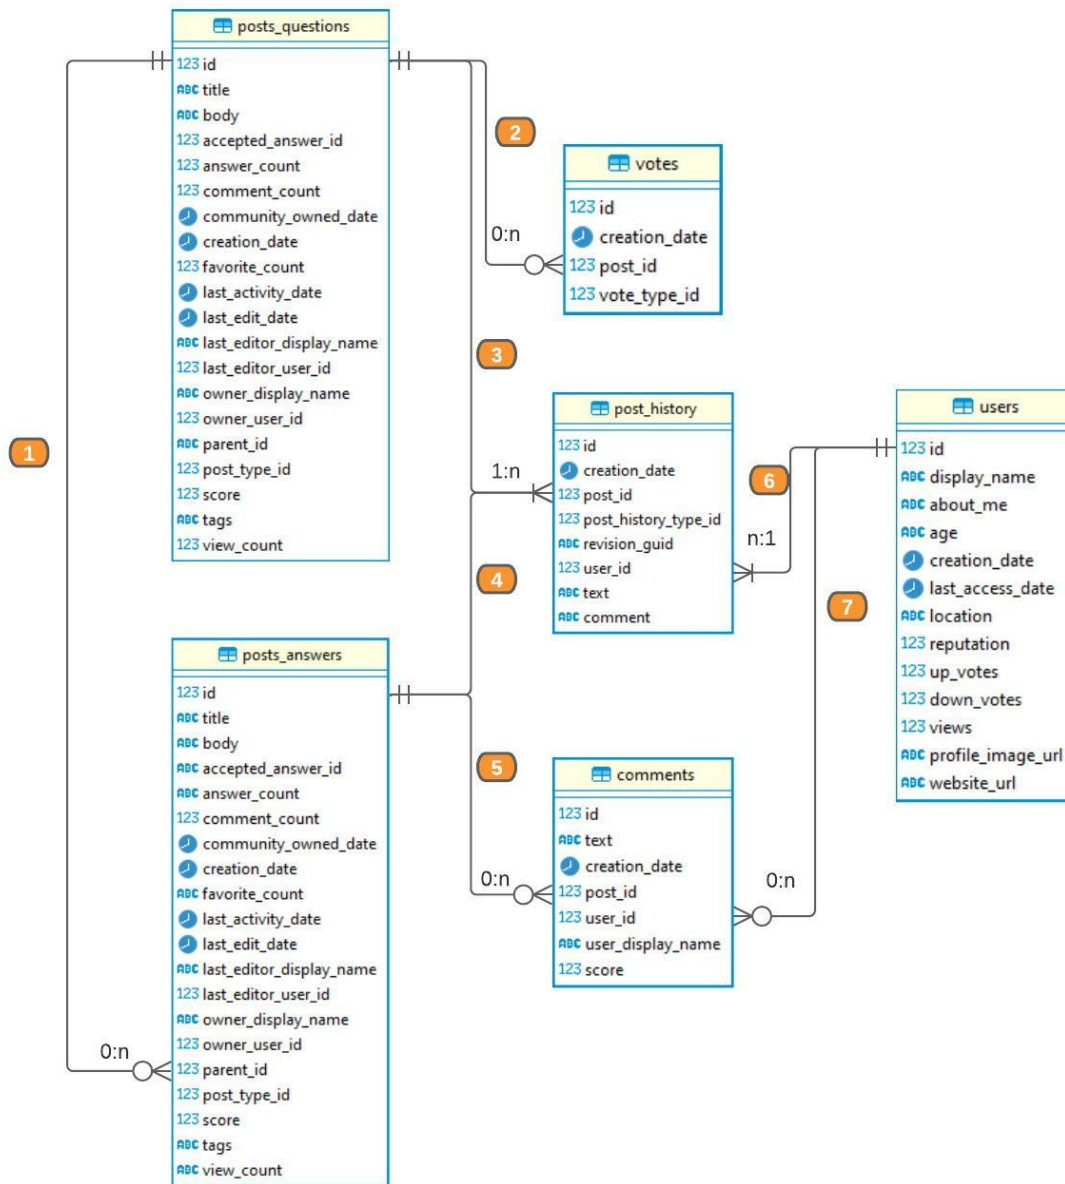 posts_questions
123 id
ABC title
ABC body
123 accepted_answer_id
123 answer_count
123 comment_count
community_owned_date
creation_date
123 favorite_count
last_activity_date
last_edit_date
ABC last_editor_display_name
123 last_editor_user_id
ABC owner_display_name
123 owner_user_id
ABC parent_id
123 post_type_id
123 score
ABC tags
123 view_count
1
2
0:n
votes
123 id
creation_date
123 post_id
123 vote_type_id
3
1:n
4
post_history
123 id
creation_date
123 post_id
123 post_history_type_id
ABC revision_guid
123 user_id
ABC text
ABC comment
6
n:1
7
users
123 id
ABC display_name
ABC about_me
ABC age
creation_date
last_access_date
ABC location
123 reputation
123 up_votes
123 down_votes
123 views
ABC profile_image_url
ABC website_url
posts_answers
123 id
ABC title
ABC body
ABC accepted_answer_id
ABC answer_count
123 comment_count
community_owned_date
creation_date
ABC favorite_count
last_activity_date
last_edit_date
ABC last_editor_display_name
123 last_editor_user_id
ABC owner_display_name
123 owner_user_id
123 parent_id
123 post_type_id
123 score
ABC tags
ABC view_count
0:n
5
0:n
comments
123 id
ABC text
creation_date
123 post_id
123 user_id
ABC user_display_name
123 score
0:n